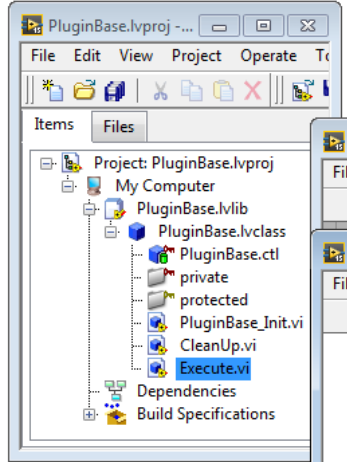 PluginBase.lvproj -...
File Edit View Project Operate
Items Files
Project: PluginBase.lvproj
My Computer
PluginBase.lvlib
PluginBase.lvclass
PluginBase.ctl
private
protected
PluginBase_Init.vi
CleanUp.vi
Execute.vi
Dependencies
Build Specifications